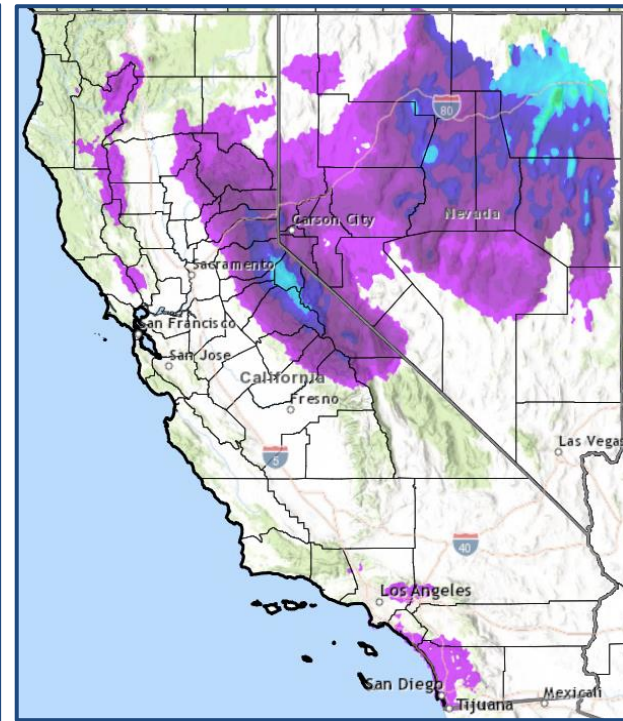 80
Carson City
Nevada
Sacramento
San Francisco
San Jose
California
Fresno
Las Vegas
5
40
Los Angeles
San Diego
Tijuana
Mexicali